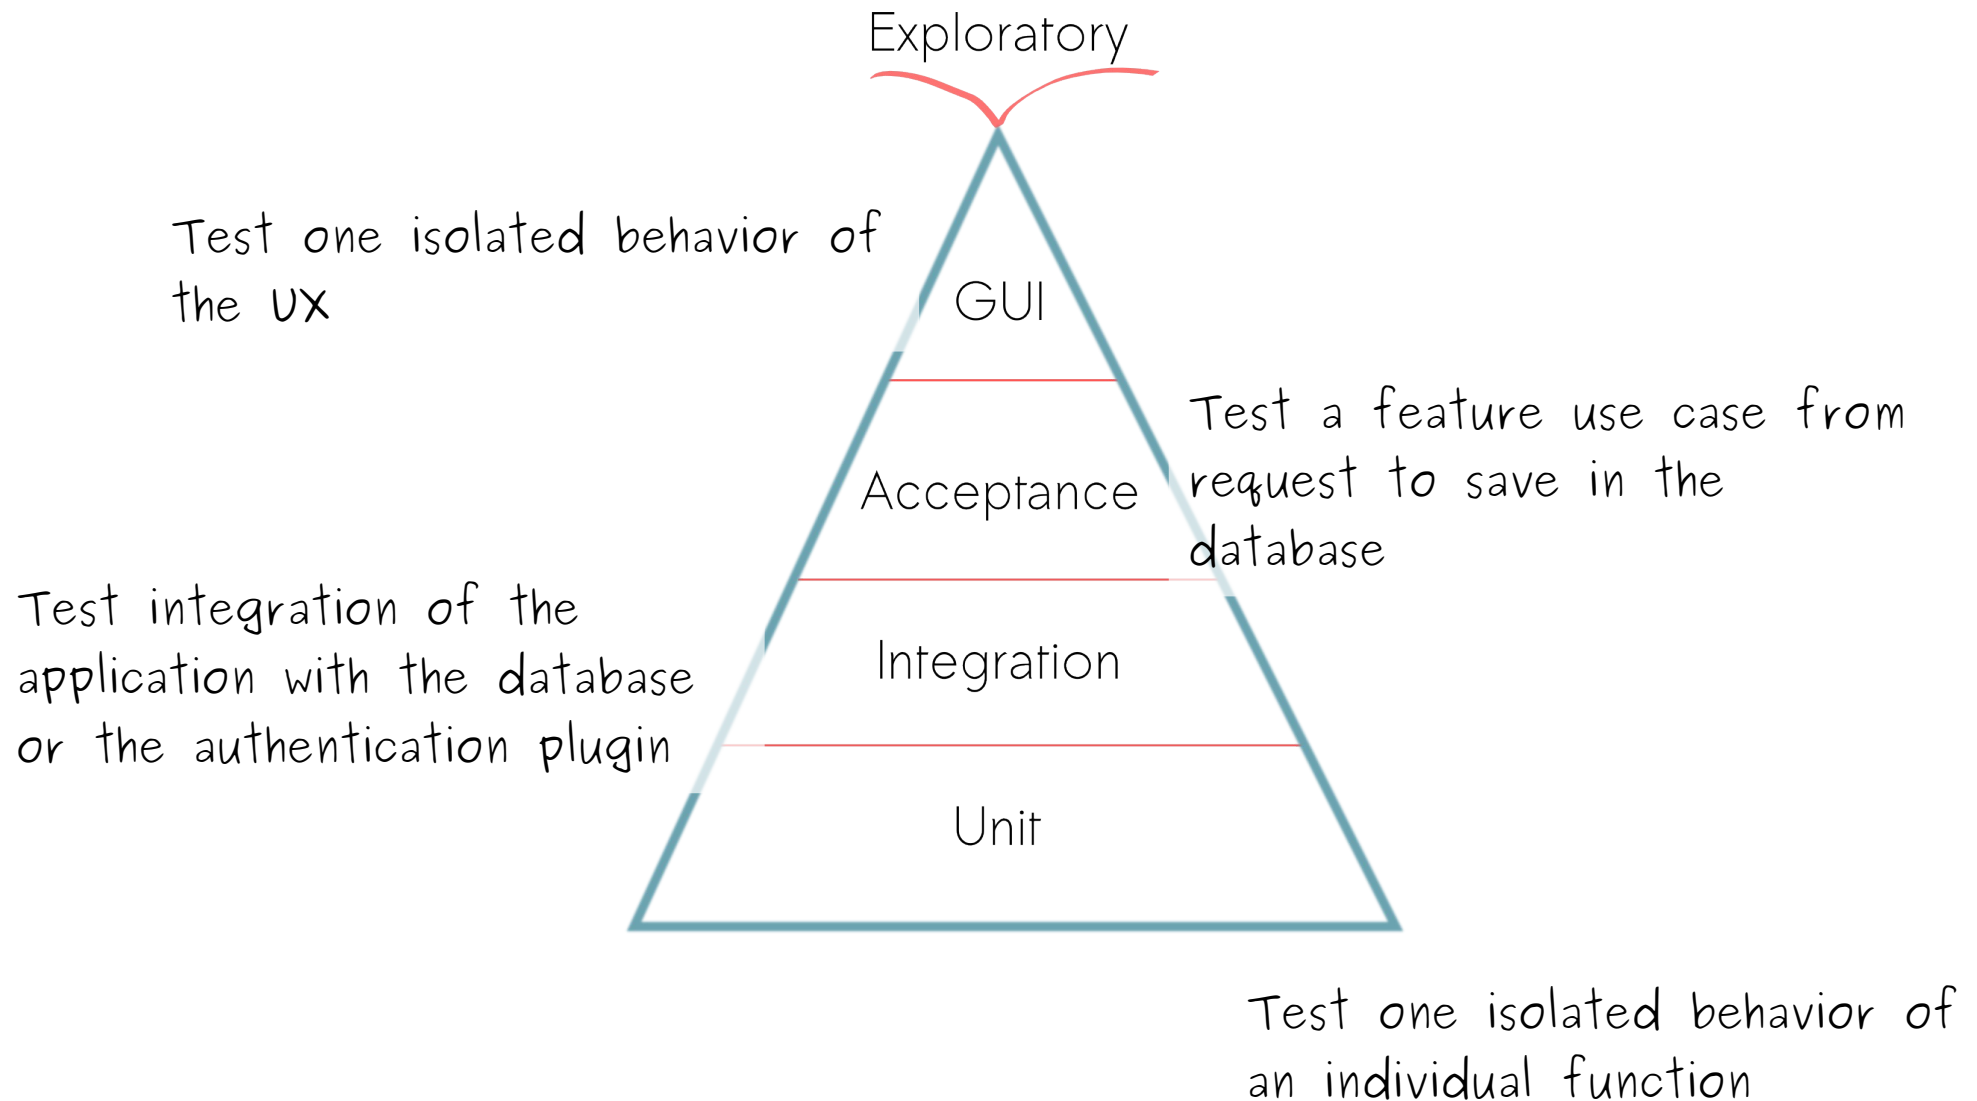 Exploratory
Test one isolated behavior of
the UX
GUI
Test a feature use case from
request to save in the
database
Acceptance
Test integration of the
application with the database
or the authentication plugin
Integration
Unit
Test one isolated behavior of
an individual function